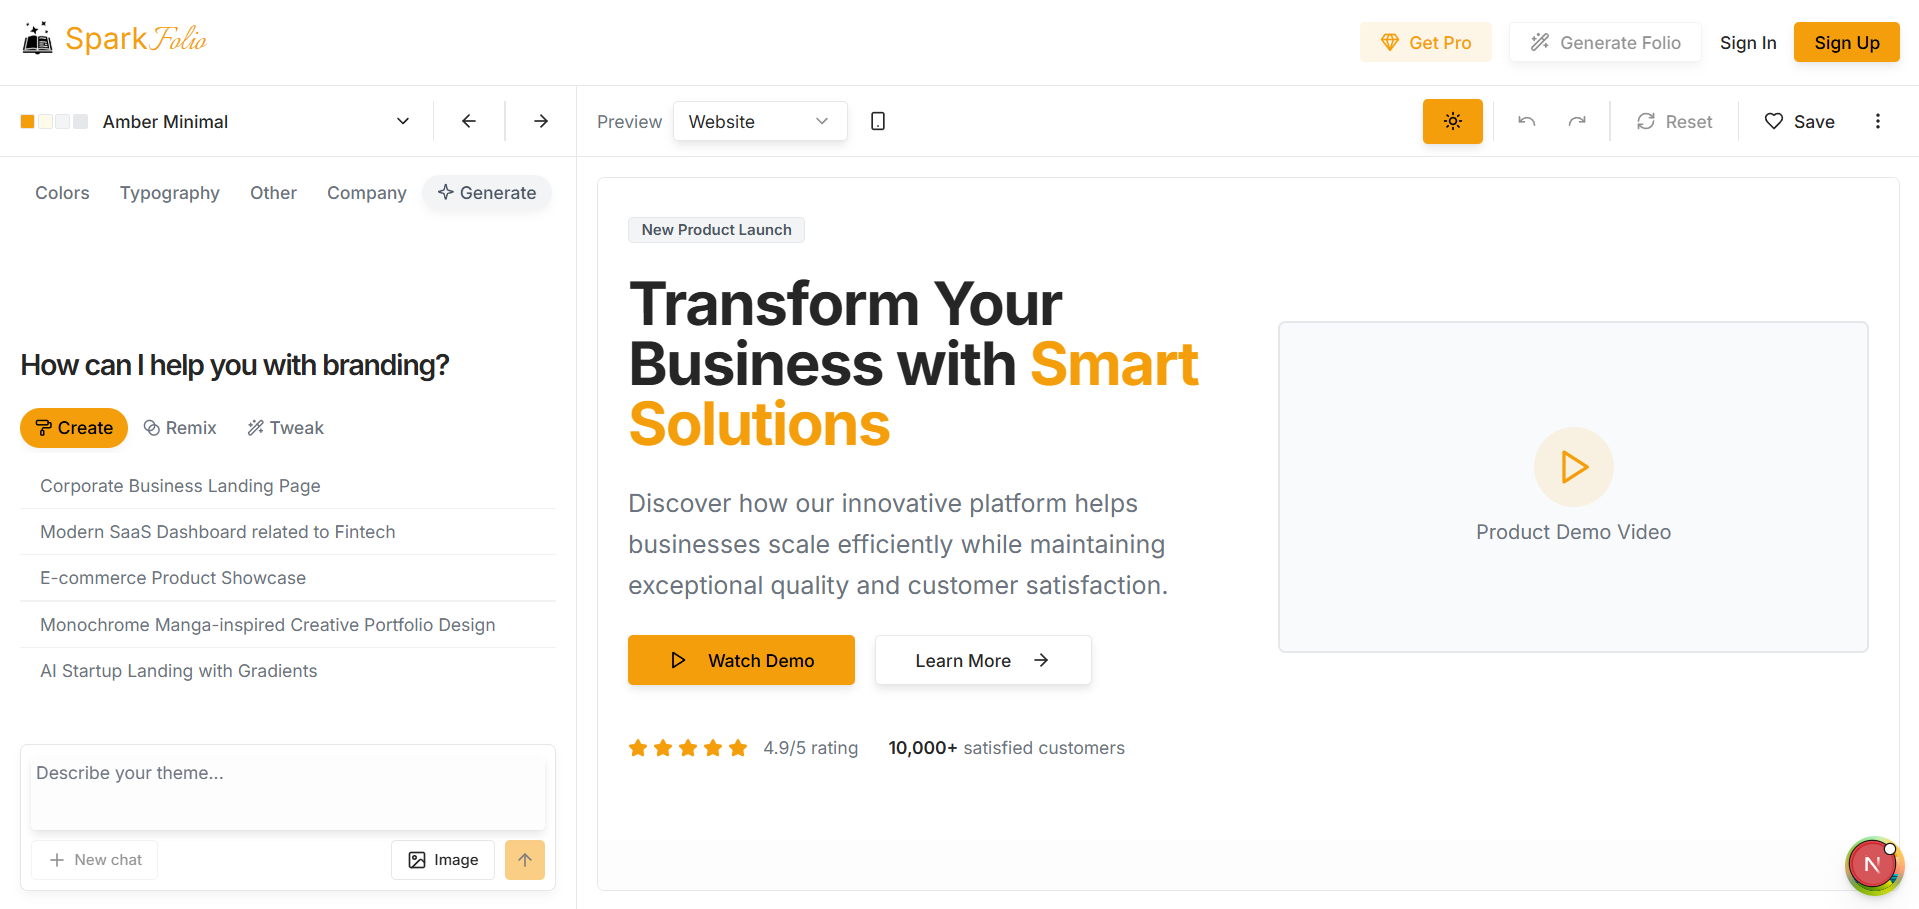 SparkFolio
Get Pro
Generate Folio
Sign In
Sign Up
Amber Minimal
Preview
Website
Reset
Save
Colors
Typography
Other
Company
Generate
How can I help you with branding?
Create
Remix
Tweak
Corporate Business Landing Page
Modern SaaS Dashboard related to Fintech
E-commerce Product Showcase
Monochrome Manga-inspired Creative Portfolio Design
AI Startup Landing with Gradients
Describe your theme...
New chat
Image
New Product Launch
Transform Your
Business with Smart
Solutions
Discover how our innovative platform helps
businesses scale efficiently while maintaining
exceptional quality and customer satisfaction.
Watch Demo
Learn More
4.9/5 rating
10,000+ satisfied customers
Product Demo Video
N